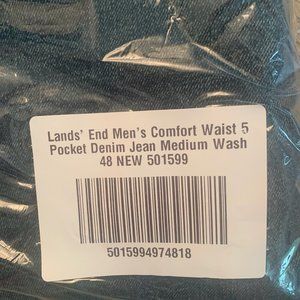 Lands' End Men's Comfort Waist 5
Pocket Denim Jean Medium Wash
48 NEW 501599
5015994974818